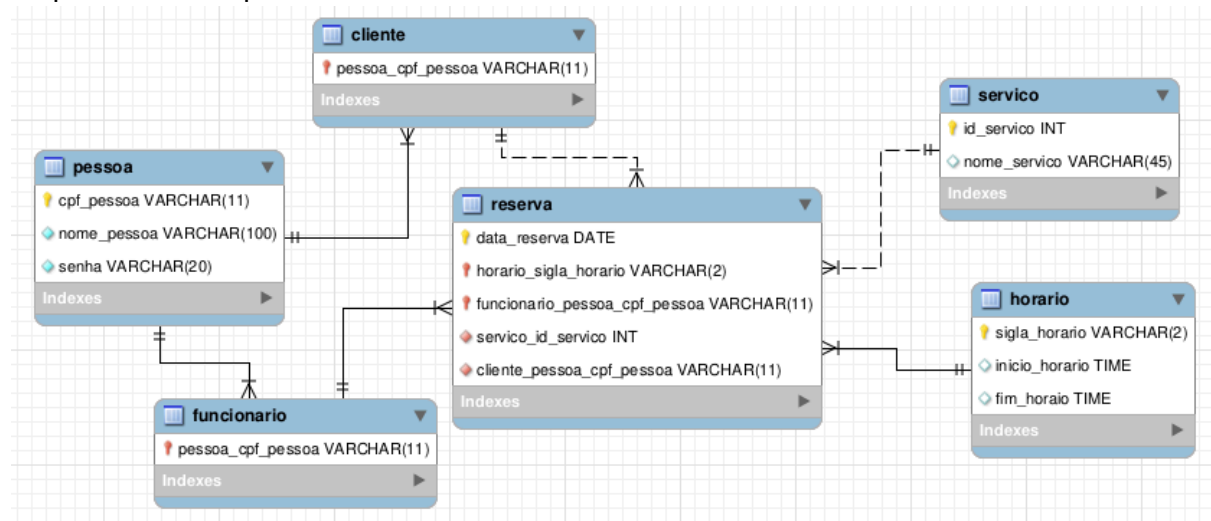 cliente
pessoa_cpf_pessoa VARCHAR(11)
Indexes
pessoa
cpf_pessoa VARCHAR(11)
nome_pessoa VARCHAR(100)
senha VARCHAR(20)
Indexes
funcionario
pessoa_cpf_pessoa VARCHAR(11)
Indexes
reserva
data_reserva DATE
horario_sigla_horario VARCHAR(2)
funcionario_pessoa_cpf_pessoa VARCHAR(11)
servico_id_servico INT
cliente_pessoa_cpf_pessoa VARCHAR(11)
Indexes
servico
id_servico INT
nome_servico VARCHAR(45)
Indexes
horario
sigla_horario VARCHAR(2)
inicio_horario TIME
fim_horaio TIME
Indexes